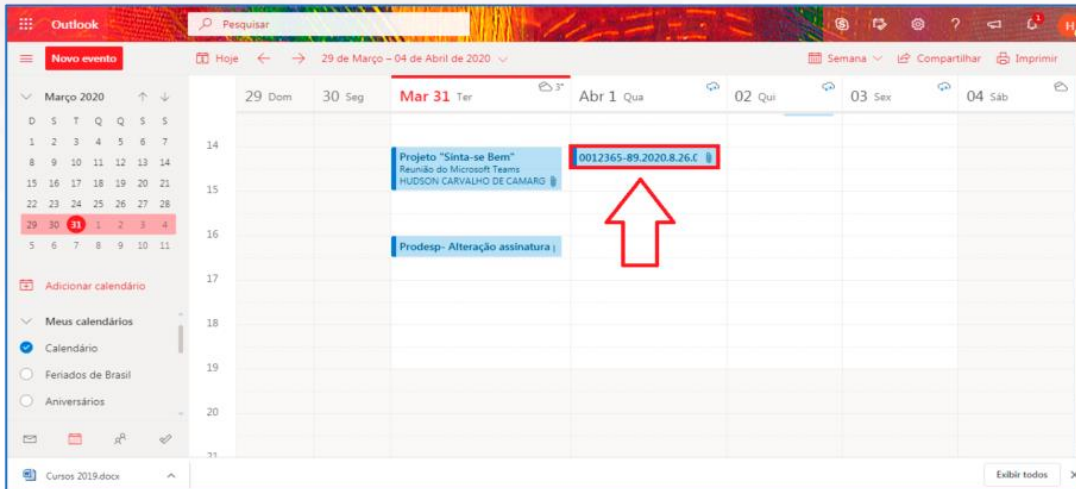 Outlook
Pesquisar
Novo evento
Hoje
29 de Março – 04 de Abril de 2020
Semana
Compartilhar
Imprimir
Março 2020
D S T Q Q S S
1 2 3 4 5 6 7
8 9 10 11 12 13 14
15 16 17 18 19 20 21
22 23 24 25 26 27 28
29 30 31 1 2 3 4
5 6 7 8 9 10 11
Adicionar calendário
Meus calendários
Calendário
Feriados de Brasil
Aniversários
29 Dom
30 Seg
Mar 31 Ter
3°
Abr 1 Qua
02 Qui
03 Sex
04 Sáb
14
15
16
17
18
19
20
21
Projeto "Sinta-se Bem"
Reunião do Microsoft Teams
HUDSON CARVALHO DE CAMARG
Prodesp- Alteração assinatura
0012365-89.2020.8.26.0
Cursos 2019.docx
Exibir todos